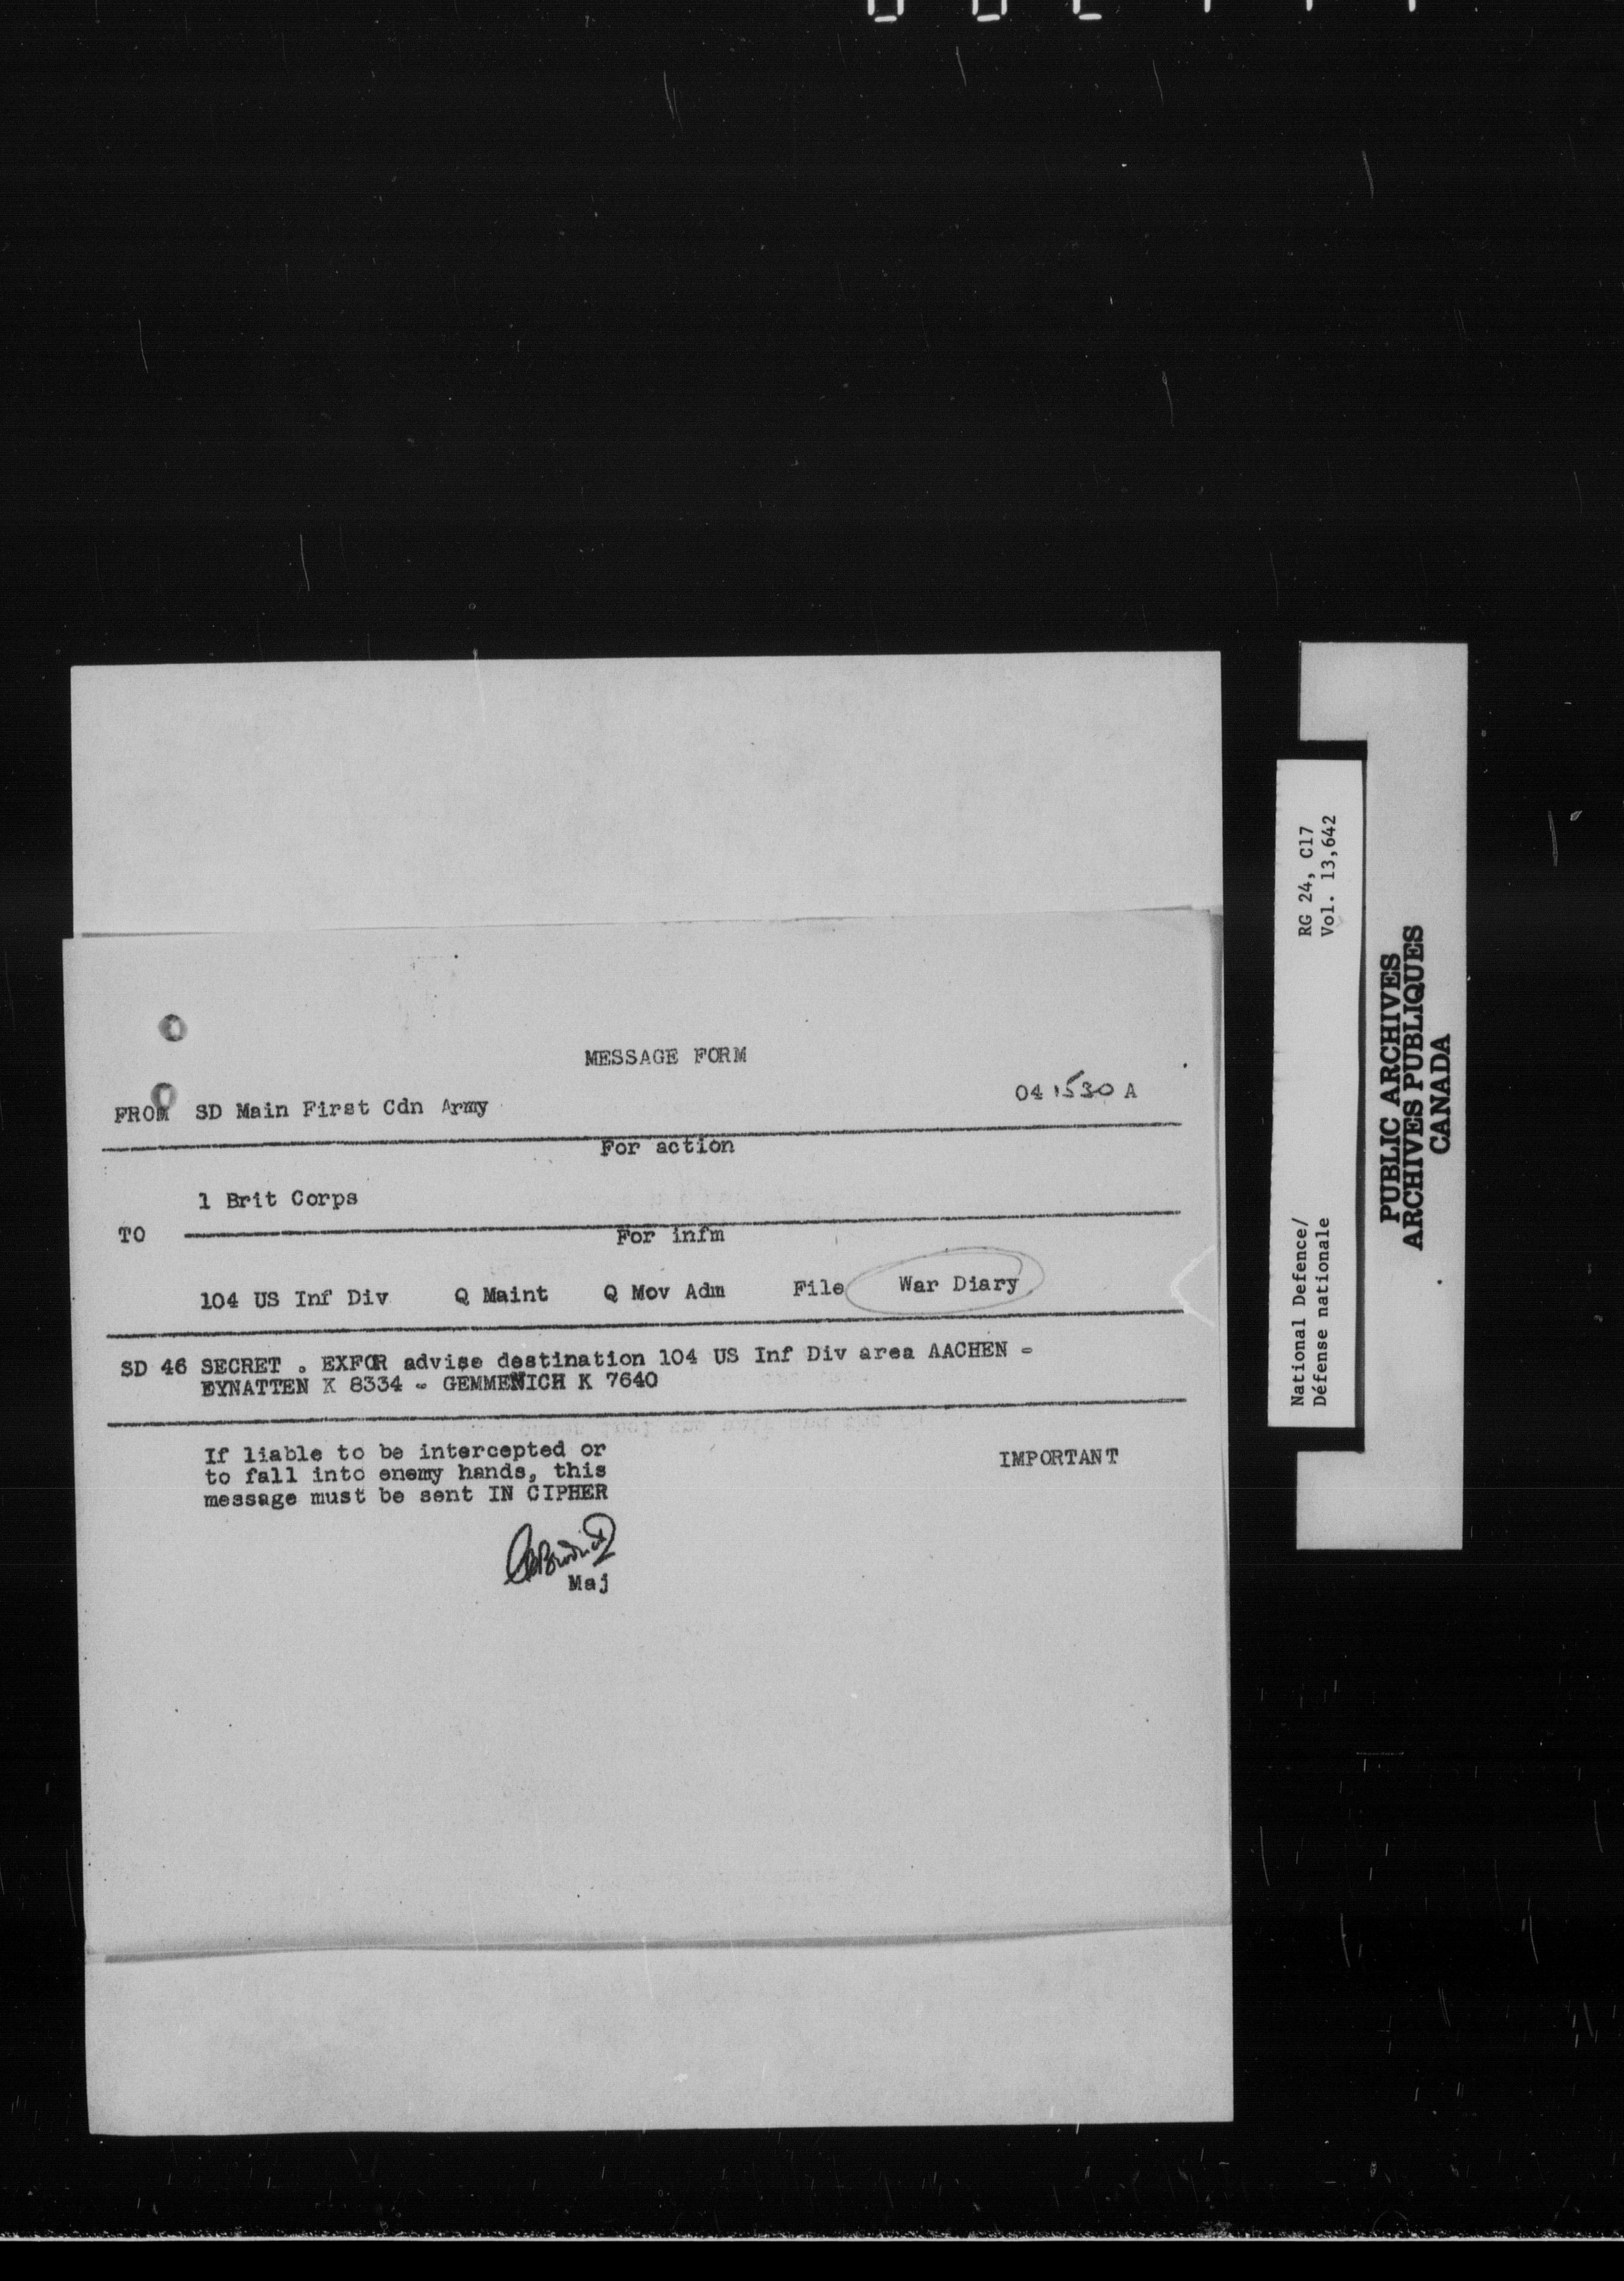 MESSAGE FORM
FROM SD Main First Cdn Army 041530 A
For action
1 Brit Corps
TO
For infm
104 US Inf Div Q Maint Q Mov Adm File War Diary
SD 46 SECRET . EXFOR advise destination 104 US Inf Div area AACHEN -
EYNATTEN K 8334 - GEMMENICH K 7640
If liable to be intercepted or
to fall into enemy hands, this
message must be sent IN CIPHER
IMPORTANT
Maj
National Defence/
Défense nationale
RG 24, C17
Vol. 13,642
PUBLIC ARCHIVES
ARCHIVES PUBLIQUES
CANADA